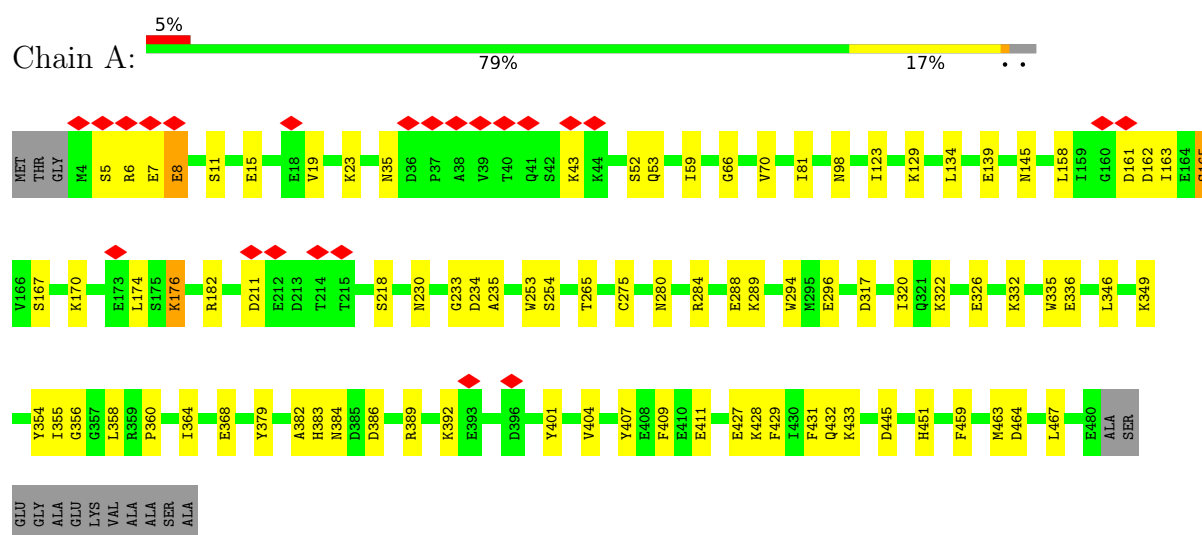 5%
Chain A:
79% 17% • •
MET THR GLY M4 S5 R6 E7 E8 S11 E15 E18 V19 K23 N35 D36 P37 A38 V39 T40 Q41 S42 K43 K44 S52 Q53 I59 G66 V70 I81 N98 I123 K129 L134 E139 N145 L158 I159 G160 D161 D162 I163 E164
V166 S167 K170 E173 L174 S175 K176 R182 D211 E212 D213 T214 T215 S218 N230 G233 D234 A235 W253 S254 T265 C275 N280 R284 E288 K289 W294 M295 E296 D317 I320 Q321 K322 E326 K332 W335 E336 L346 K349
Y354 I355 G356 G357 L358 R359 P360 I364 E368 Y379 A382 H383 N384 D385 D386 R389 K392 E393 D396 Y401 V404 Y407 E408 F409 E410 E411 E427 K428 F429 I430 F431 Q432 K433 D445 H451 F459 M463 D464 L467 E480 ALA SER
GLU GLY ALA GLU LYS VAL ALA ALA SER ALA